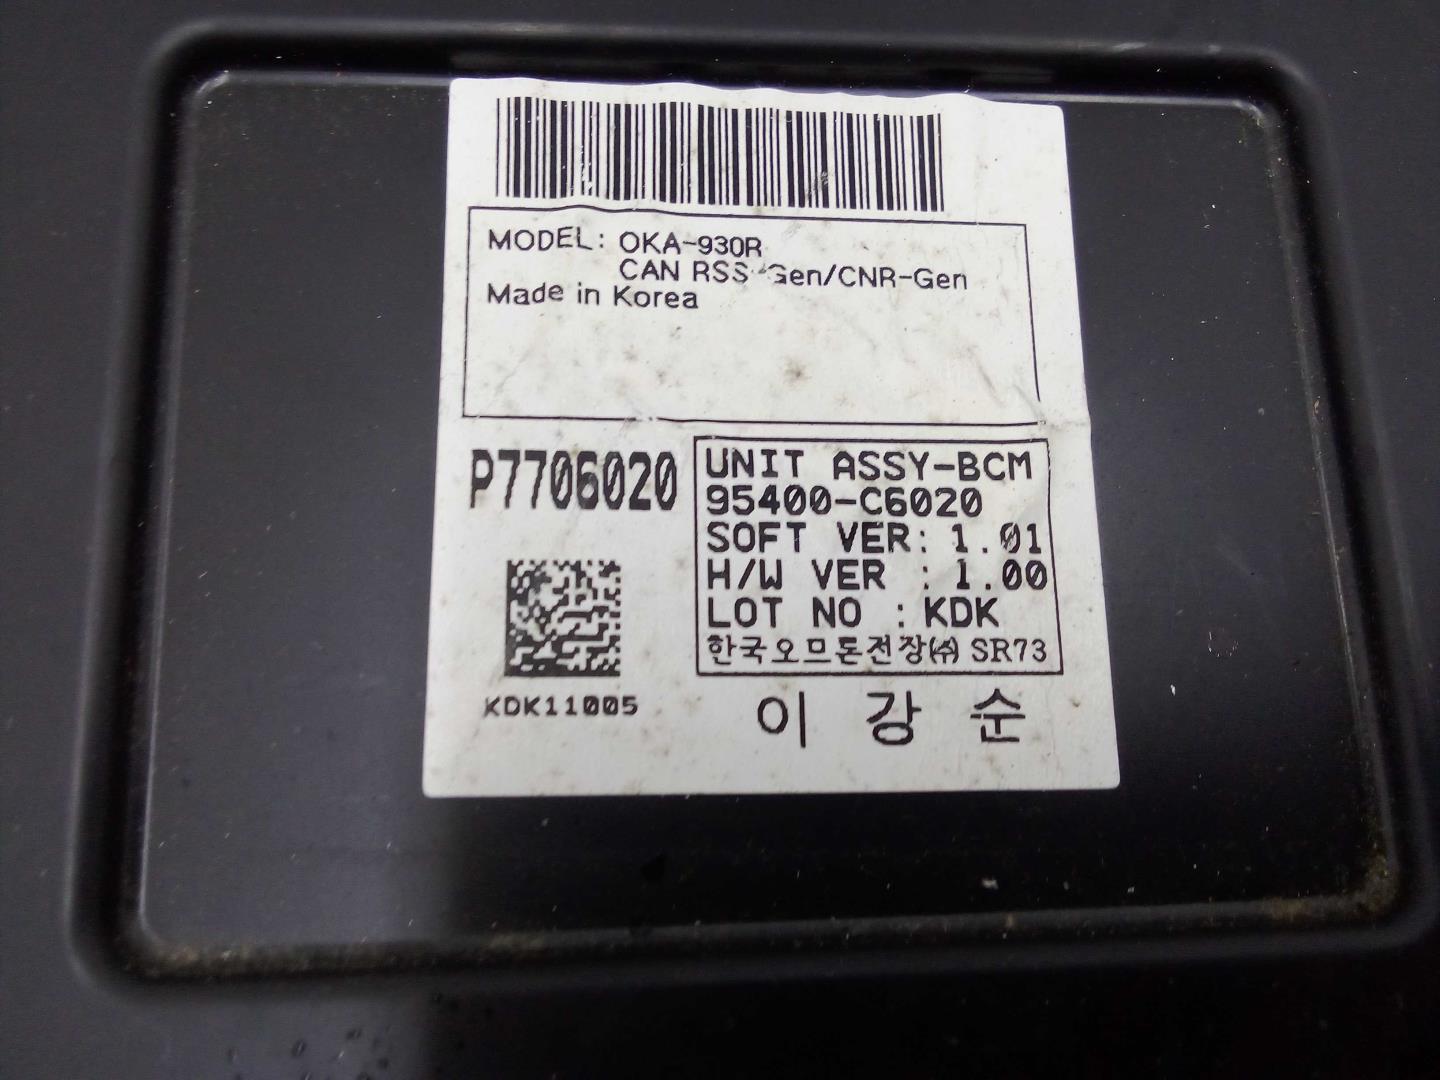 MODEL: OKA-930R
CAN RSS-Gen/CNR-Gen
Made in Korea
P7706020
UNIT ASSY-BCM
95400-C6020
SOFT VER: 1.01
H/W VER : 1.00
LOT NO : KDK
한국오므론전장㈜ SR73
KDK11005
이 강 순